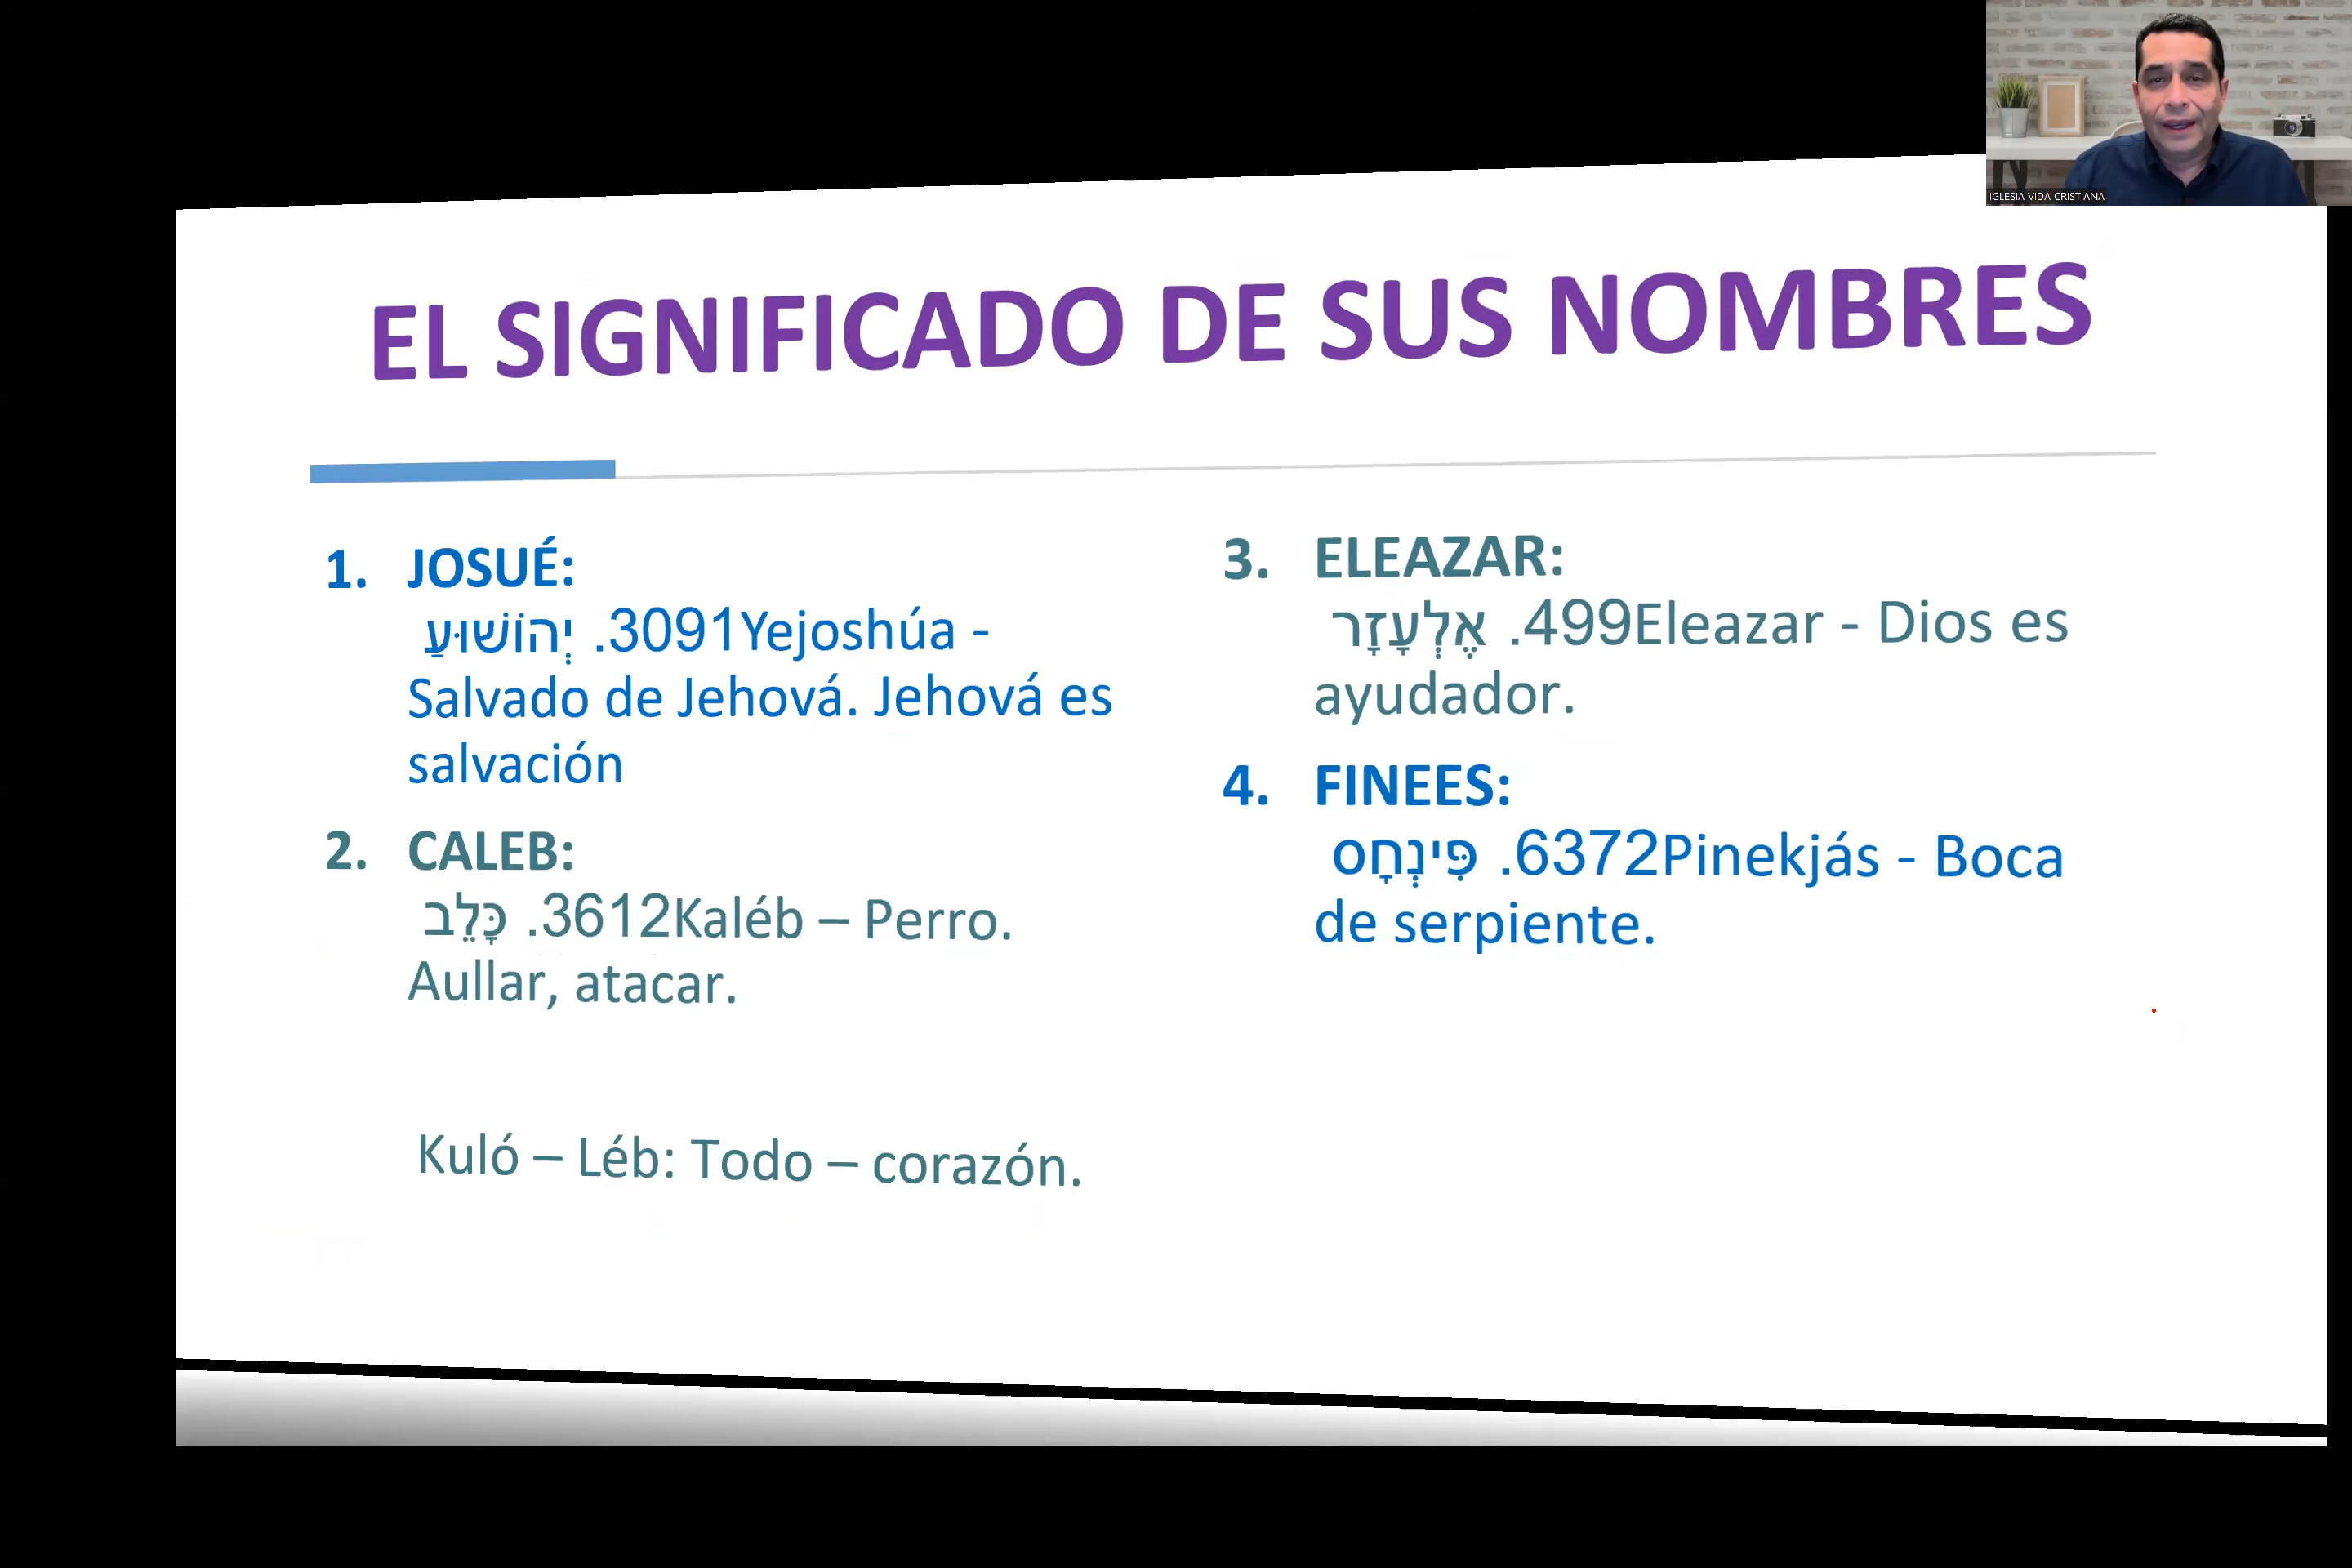 IGLESIA VIDA CRISTIANA
EL SIGNIFICADO DE SUS NOMBRES
1. JOSUÉ:
יְהוֹשׁוּעַ .3091Yejoshúa -
Salvado de Jehová. Jehová es
salvación
2. CALEB:
כָּלֵב .3612Kaléb – Perro.
Aullar, atacar.
Kuló – Léb: Todo – corazón.
3. ELEAZAR:
אֶלְעָזָר .499Eleazar - Dios es
ayudador.
4. FINEES:
פִּינְחָס .6372Pinekjás - Boca
de serpiente.